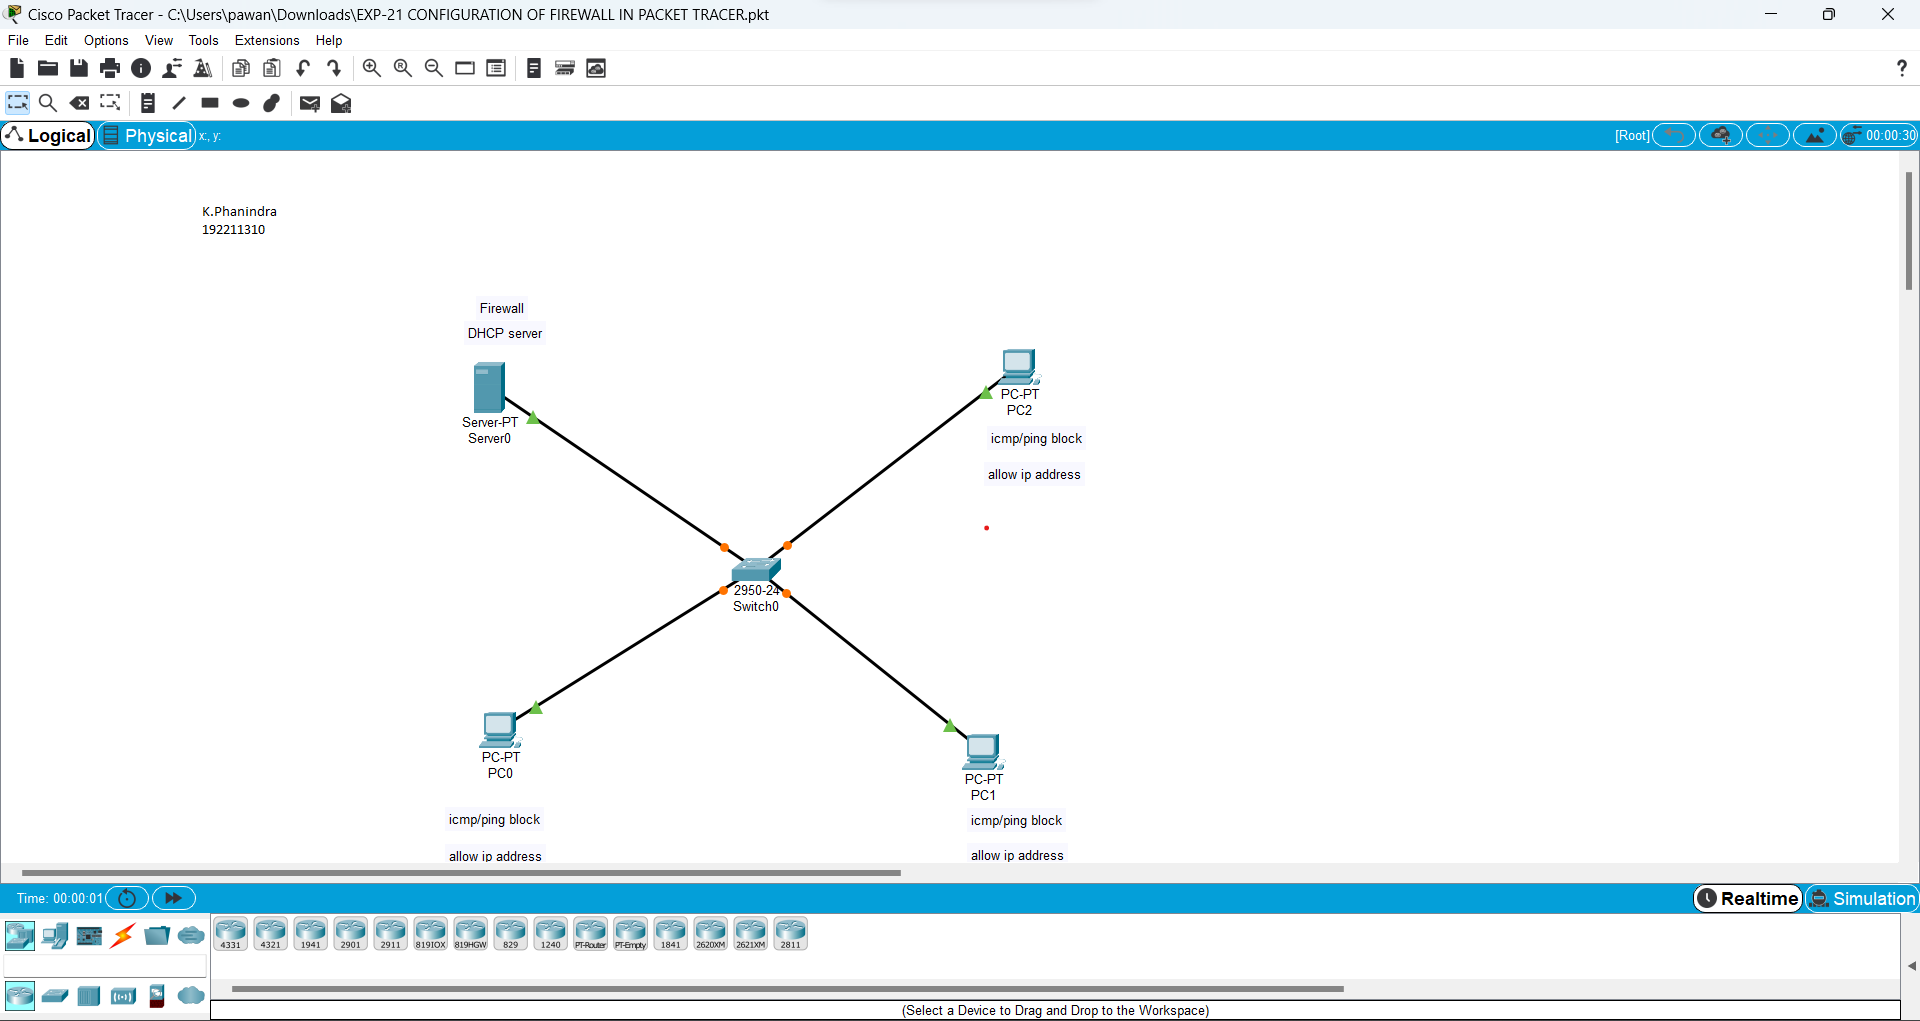 Cisco Packet Tracer - C:\Users\pawan\Downloads\EXP-21 CONFIGURATION OF FIREWALL IN PACKET TRACER.pkt
File Edit Options View Tools Extensions Help
Logical Physical x:, y: [Root] 00:00:30
K.Phanindra
192211310
Firewall
DHCP server
Server-PT
Server0
PC-PT
PC2
icmp/ping block
allow ip address
2950-24
Switch0
PC-PT
PC0
icmp/ping block
allow ip address
PC-PT
PC1
icmp/ping block
allow ip address
Time: 00:00:01 Realtime Simulation
4331 4321 1941 2901 2911 819IOX 819HGW 829 1240 PT-Router PT-Empty 1841 2620XM 2621XM 2811
(Select a Device to Drag and Drop to the Workspace)